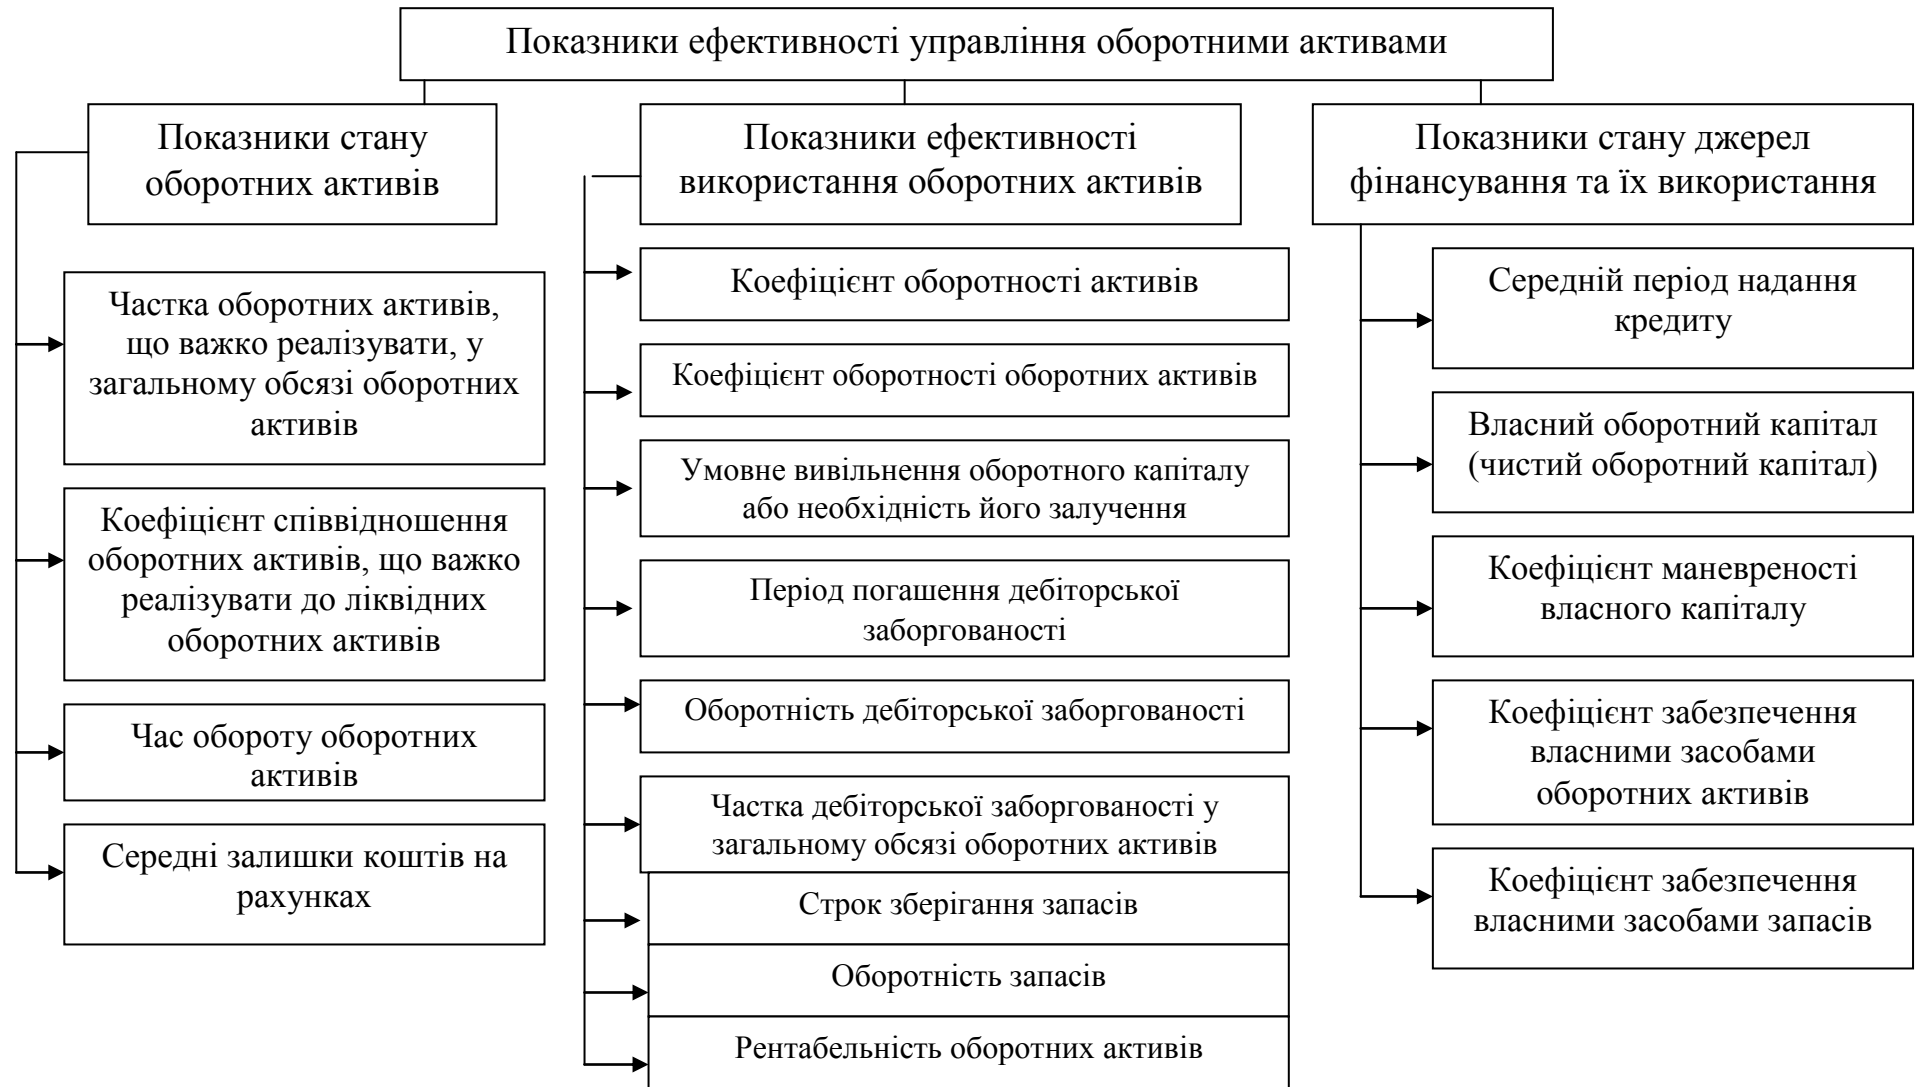 Показники ефективності управління оборотними активами
Показники стану
оборотних активів
Частка оборотних активів,
що важко реалізувати, у
загальному обсязі оборотних
активів
Коефіцієнт співвідношення
оборотних активів, що важко
реалізувати до ліквідних
оборотних активів
Час обороту оборотних
активів
Середні залишки коштів на
рахунках
Показники ефективності
використання оборотних активів
Коефіцієнт оборотності активів
Коефіцієнт оборотності оборотних активів
Умовне вивільнення оборотного капіталу
або необхідність його залучення
Період погашення дебіторської
заборгованості
Оборотність дебіторської заборгованості
Частка дебіторської заборгованості у
загальному обсязі оборотних активів
Строк зберігання запасів
Оборотність запасів
Рентабельність оборотних активів
Показники стану джерел
фінансування та їх використання
Середній період надання
кредиту
Власний оборотний капітал
(чистий оборотний капітал)
Коефіцієнт маневреності
власного капіталу
Коефіцієнт забезпечення
власними засобами
оборотних активів
Коефіцієнт забезпечення
власними засобами запасів